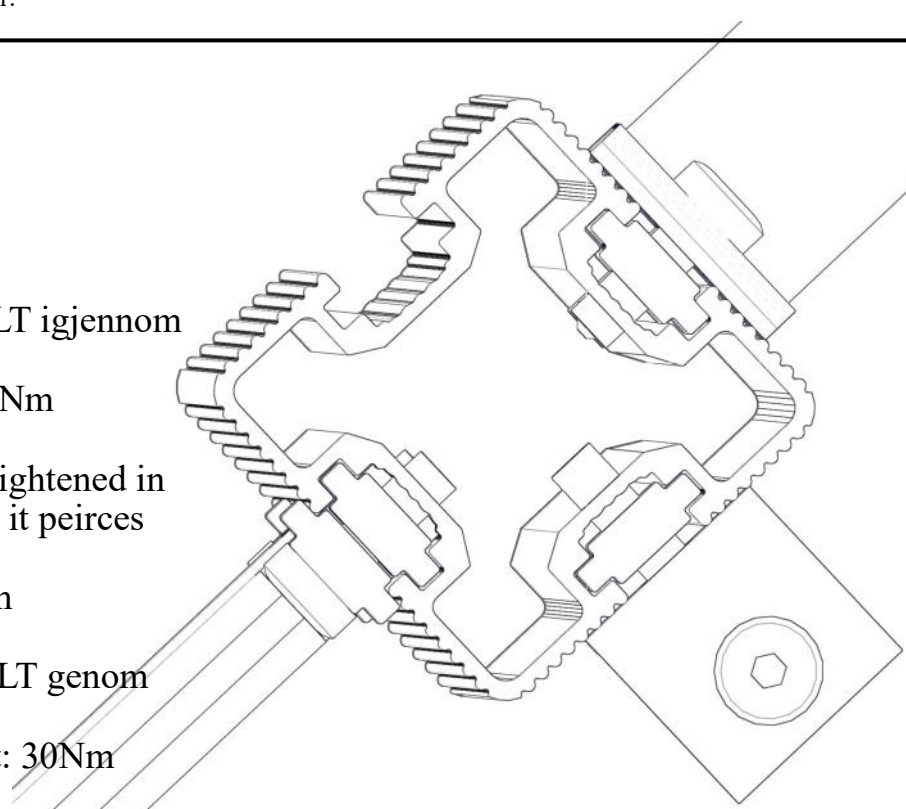 LT igjennom
Nm
ightened in
it peirces
LT genom
: 30Nm